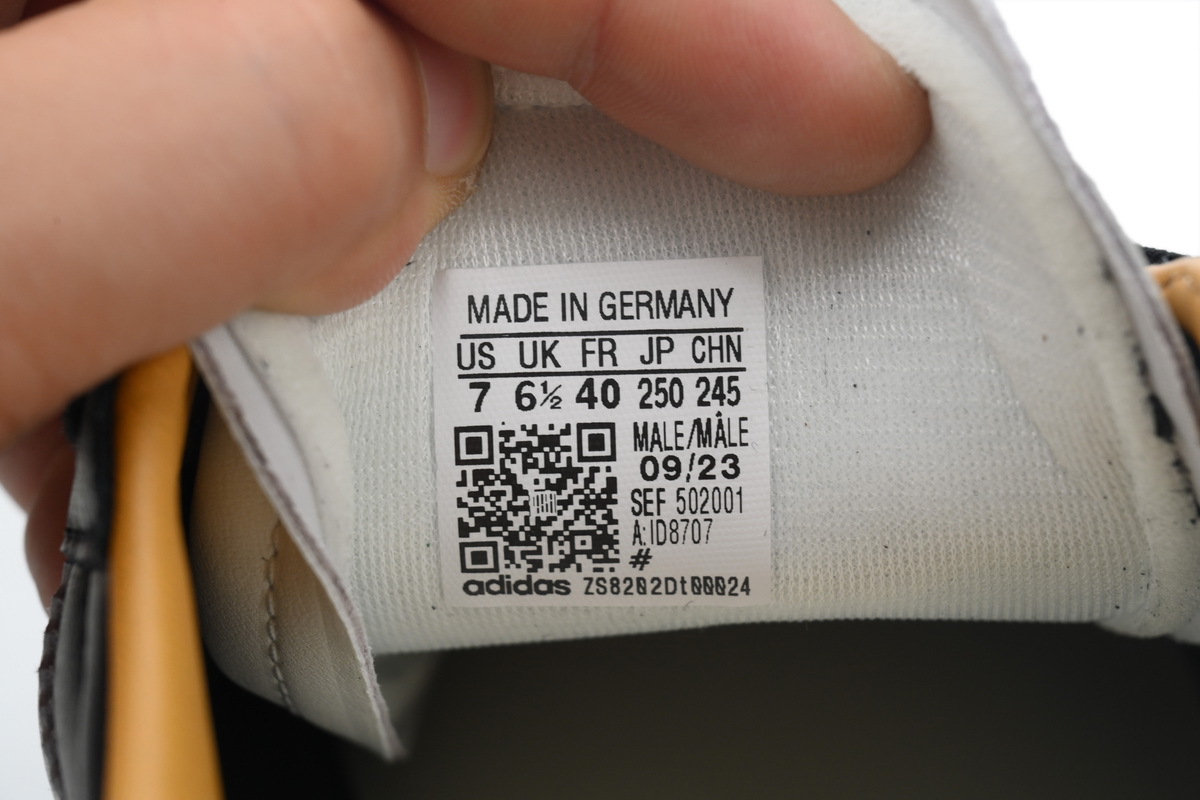 MADE IN GERMANY
US UK FR JP CHN
7 6½ 40 250 245
MALE/MÂLE
09/23
SEF 502001
A:ID8707
#
adidas ZS8202Dt00024